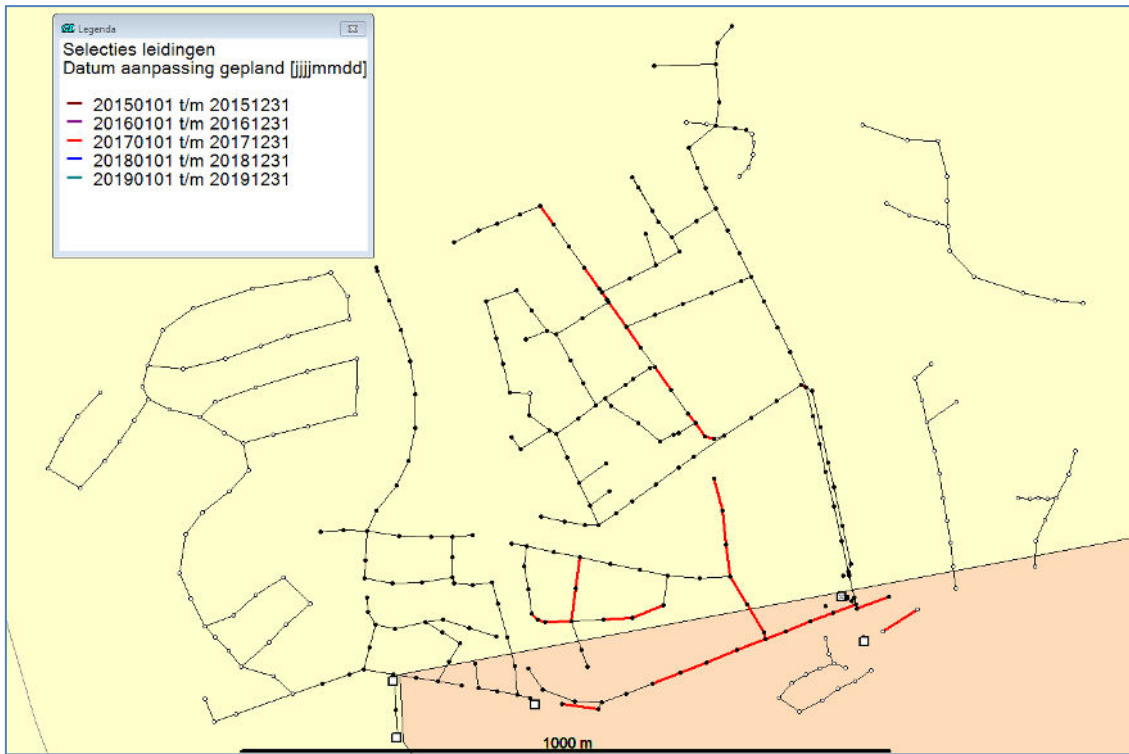 Legenda
Selecties leidingen
Datum aanpassing gepland [jjjjmmdd]
20150101 t/m 20151231
20160101 t/m 20161231
20170101 t/m 20171231
20180101 t/m 20181231
20190101 t/m 20191231
1000 m